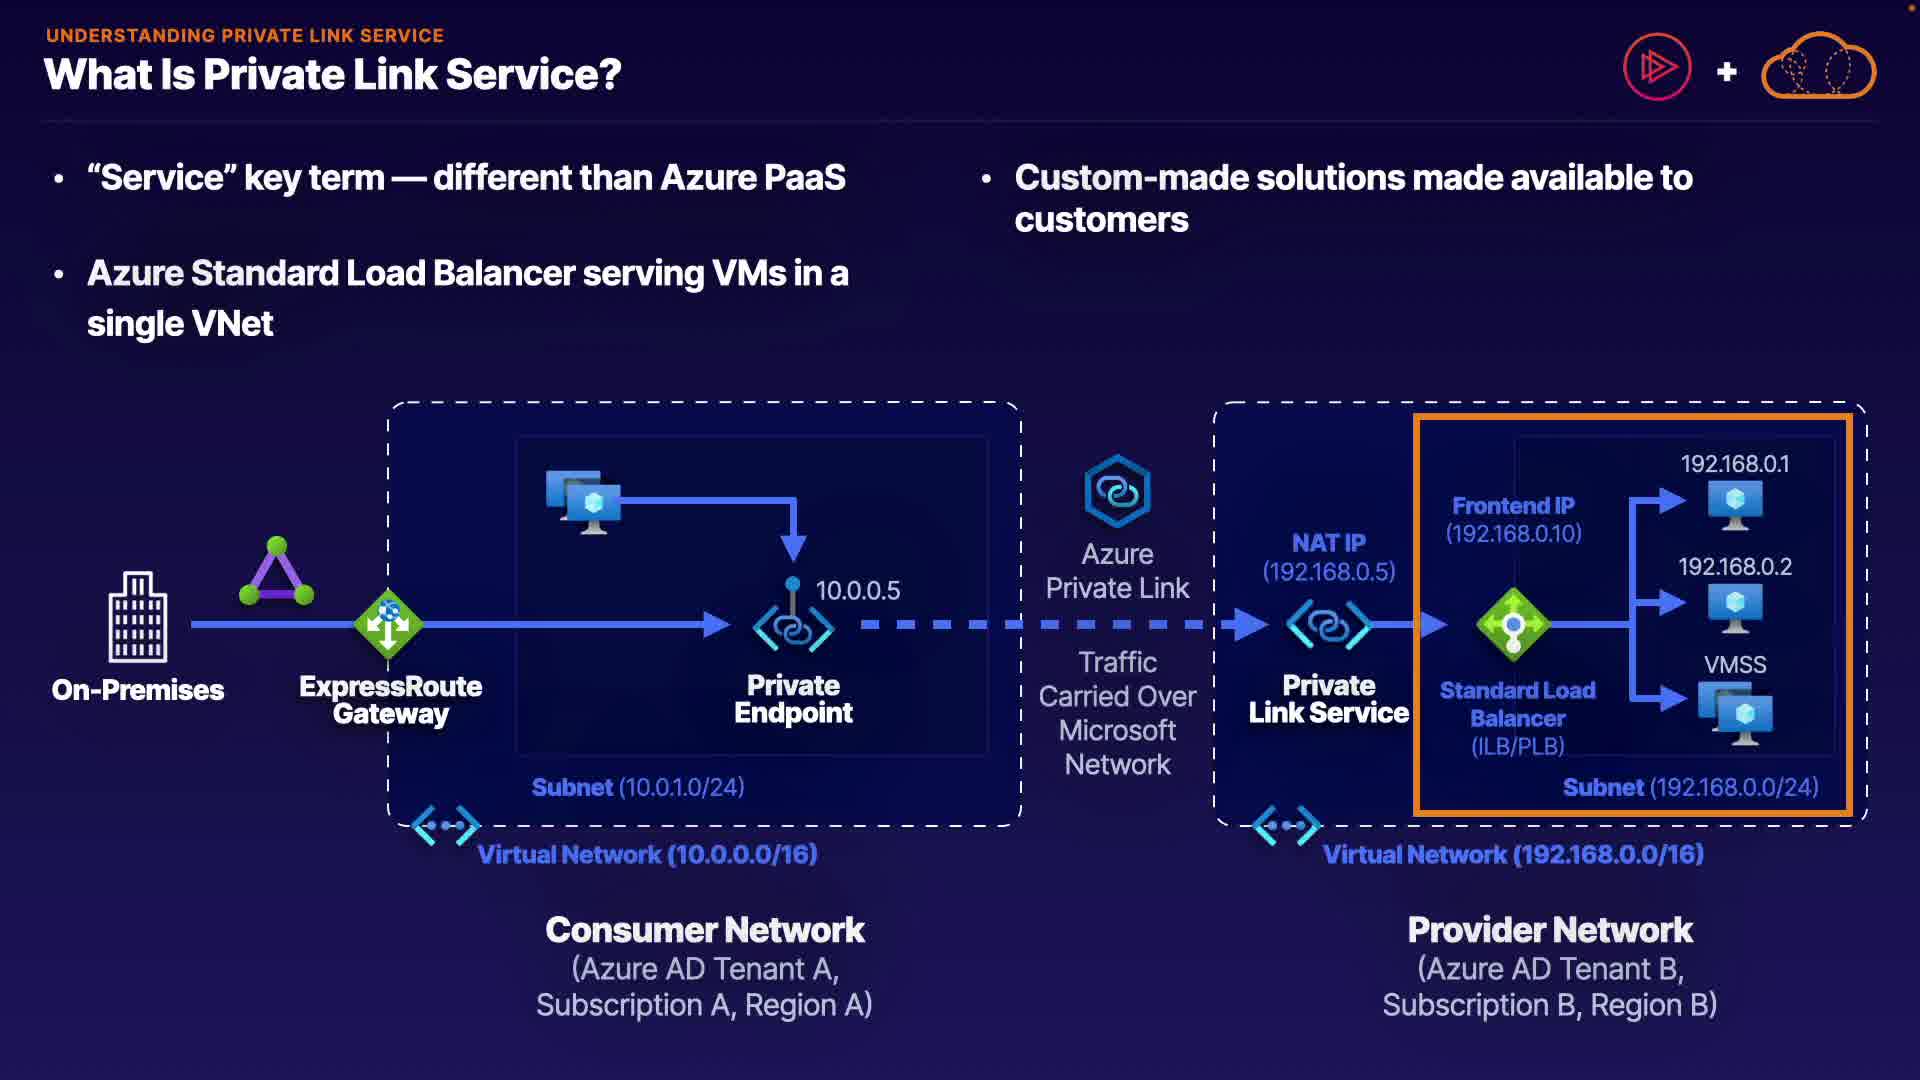 UNDERSTANDING PRIVATE LINK SERVICE
What Is Private Link Service?
• “Service” key term — different than Azure PaaS
• Azure Standard Load Balancer serving VMs in a
single VNet
• Custom-made solutions made available to
customers
On-Premises
ExpressRoute
Gateway
10.0.0.5
Private
Endpoint
Subnet (10.0.1.0/24)
Virtual Network (10.0.0.0/16)
Consumer Network
(Azure AD Tenant A,
Subscription A, Region A)
Azure
Private Link
Traffic
Carried Over
Microsoft
Network
NAT IP
(192.168.0.5)
Private
Link Service
Frontend IP
(192.168.0.10)
Standard Load
Balancer
(ILB/PLB)
192.168.0.1
192.168.0.2
VMSS
Subnet (192.168.0.0/24)
Virtual Network (192.168.0.0/16)
Provider Network
(Azure AD Tenant B,
Subscription B, Region B)